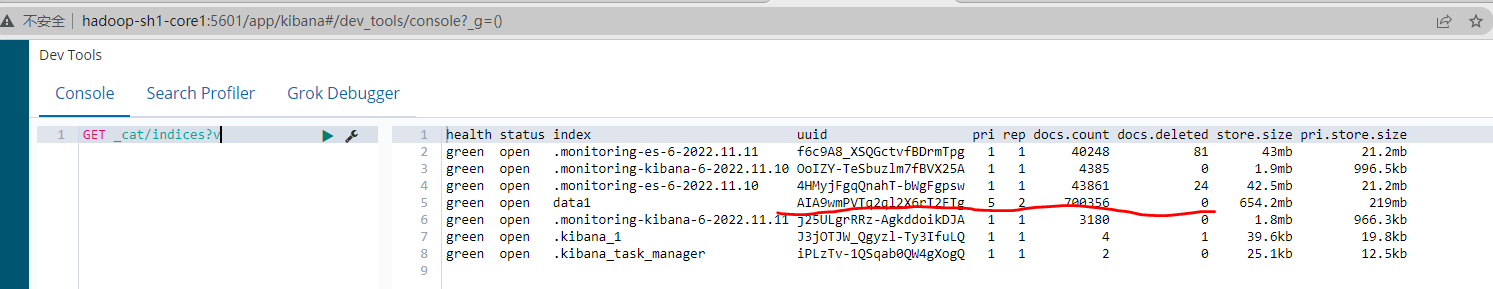 不安全 | hadoop-sh1-core1:5601/app/kibana#/dev_tools/console?_g=()
Dev Tools
Console Search Profiler Grok Debugger
1 GET _cat/indices?v
1 health status index uuid pri rep docs.count docs.deleted store.size pri.store.size
2 green open .monitoring-es-6-2022.11.11 f6c9A8_XSQGctvfBDrmTpg 1 1 40248 81 43mb 21.2mb
3 green open .monitoring-kibana-6-2022.11.10 OoIZY-TeSbuzlm7fBVX25A 1 1 4385 0 1.9mb 996.5kb
4 green open .monitoring-es-6-2022.11.10 4HMyjFgqQnahT-bWgFgpsw 1 1 43861 24 42.5mb 21.2mb
5 green open data1 5 2 700356 0 654.2mb 219mb
6 green open .monitoring-kibana-6-2022.11.11 j25ULgrRRz-AgkddoikDJA 1 1 3180 0 1.8mb 966.3kb
7 green open .kibana_1 J3jOTJW_Qgyzl-Ty3IfuLQ 1 1 4 1 39.6kb 19.8kb
8 green open .kibana_task_manager iPLzTv-1QSqab0QW4gXogQ 1 1 2 0 25.1kb 12.5kb
9